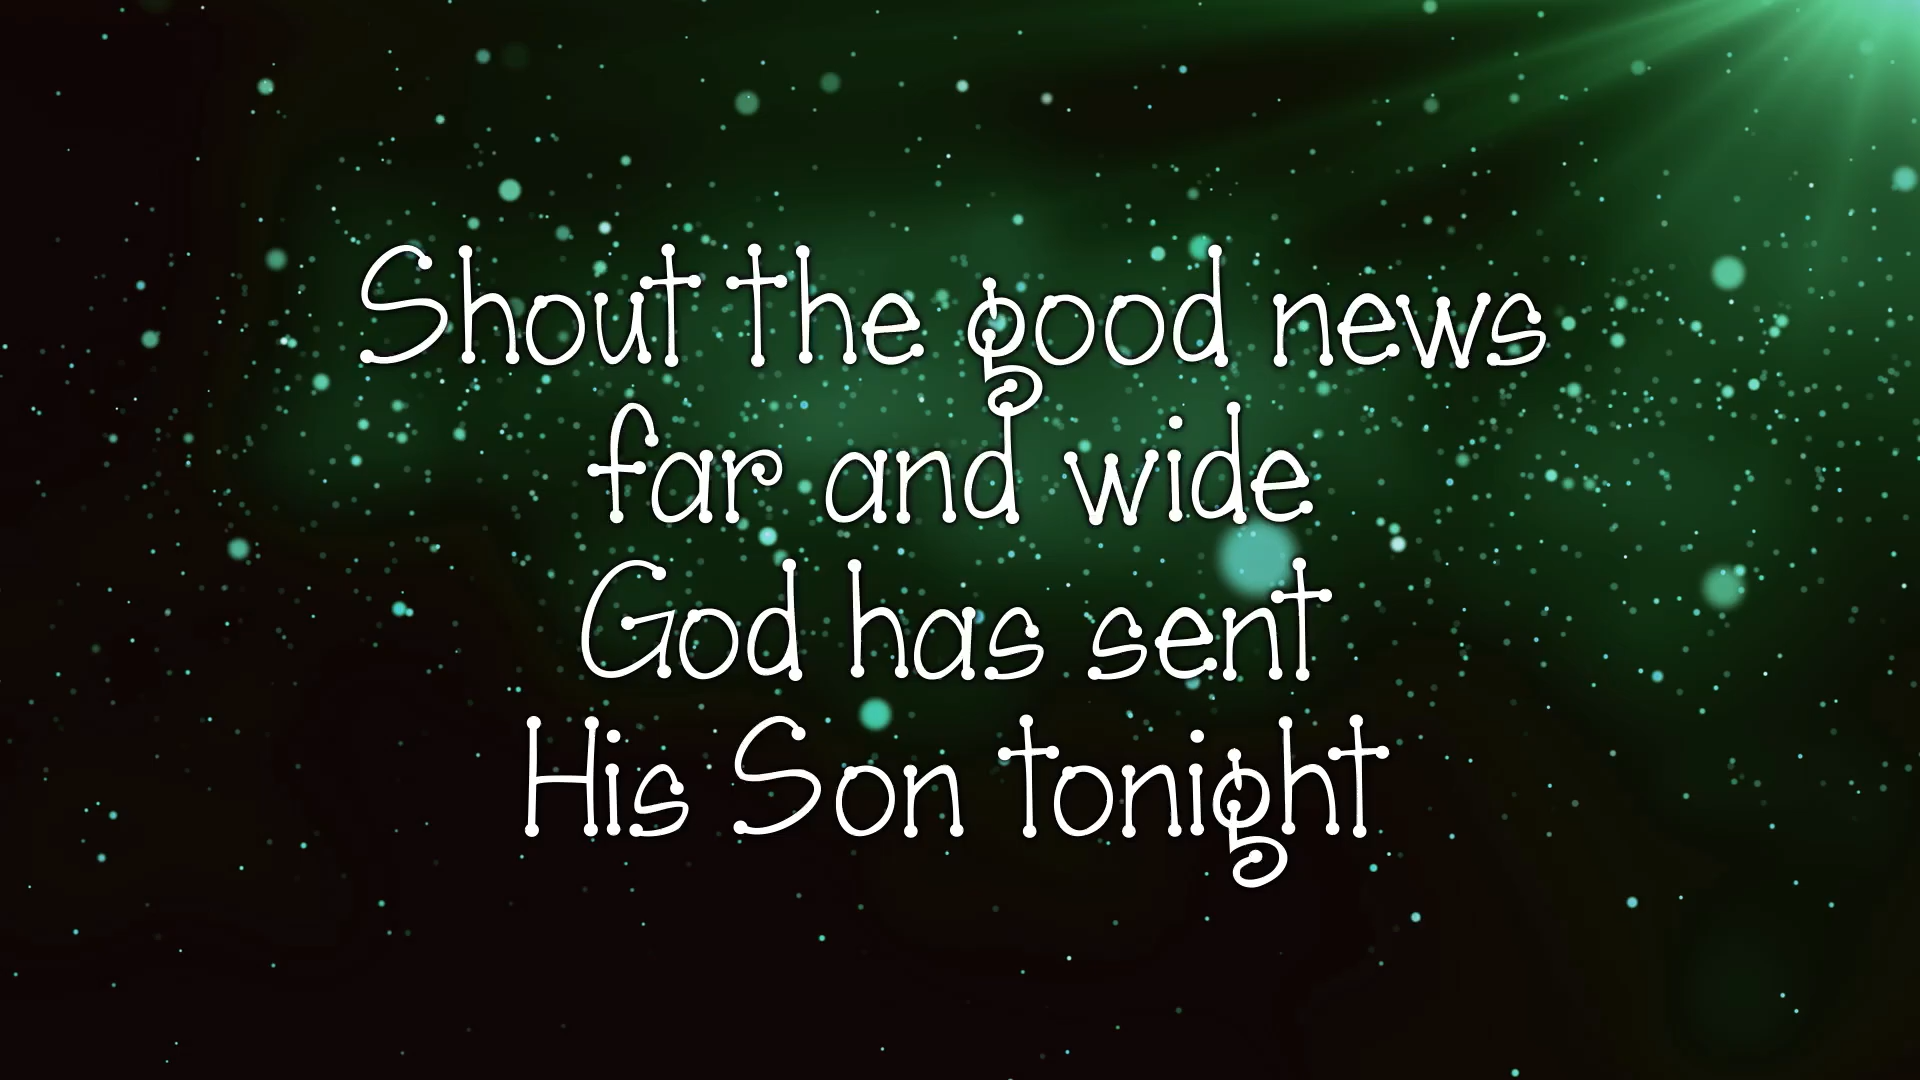 Shout the good news
far and wide
God has sent
His Son tonight